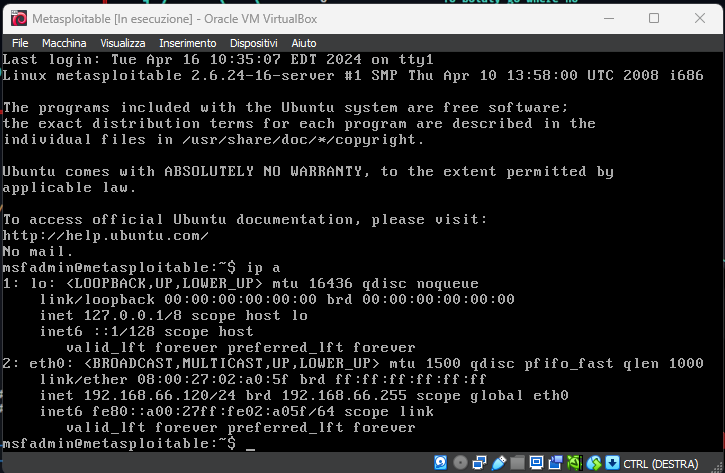 Metasploitable [In esecuzione] - Oracle VM VirtualBox
File Macchina Visualizza Inserimento Dispositivi Aiuto
Last login: Tue Apr 16 10:35:07 EDT 2024 on tty1
Linux metasploitable 2.6.24-16-server #1 SMP Thu Apr 10 13:58:00 UTC 2008 i686

The programs included with the Ubuntu system are free software;
the exact distribution terms for each program are described in the
individual files in /usr/share/doc/*/copyright.

Ubuntu comes with ABSOLUTELY NO WARRANTY, to the extent permitted by
applicable law.

To access official Ubuntu documentation, please visit:
http://help.ubuntu.com/
No mail.
msfadmin@metasploitable:~$ ip a
1: lo: <LOOPBACK,UP,LOWER_UP> mtu 16436 qdisc noqueue
    link/loopback 00:00:00:00:00:00 brd 00:00:00:00:00:00
    inet 127.0.0.1/8 scope host lo
    inet6 ::1/128 scope host
       valid_lft forever preferred_lft forever
2: eth0: <BROADCAST,MULTICAST,UP,LOWER_UP> mtu 1500 qdisc pfifo_fast qlen 1000
    link/ether 08:00:27:02:a0:5f brd ff:ff:ff:ff:ff:ff
    inet 192.168.66.120/24 brd 192.168.66.255 scope global eth0
    inet6 fe80::a00:27ff:fe02:a05f/64 scope link
       valid_lft forever preferred_lft forever
msfadmin@metasploitable:~$ _
CTRL (DESTRA)